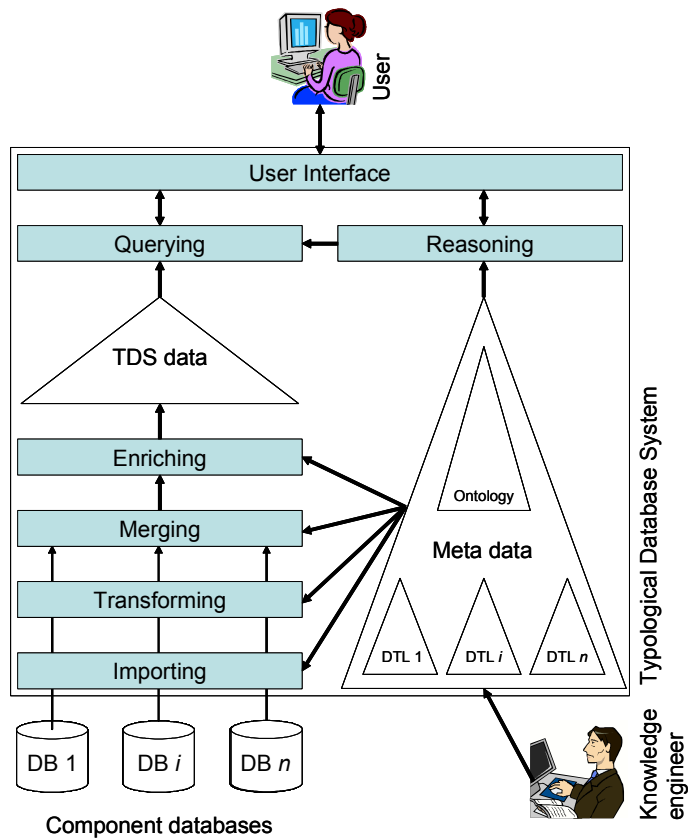 User
User Interface
Querying
Reasoning
TDS data
Enriching
Ontology
Merging
Meta data
Transforming
DTL 1
DTL i
DTL n
Importing
Typological Database System
DB 1
DB i
DB n
Knowledge
engineer
Component databases